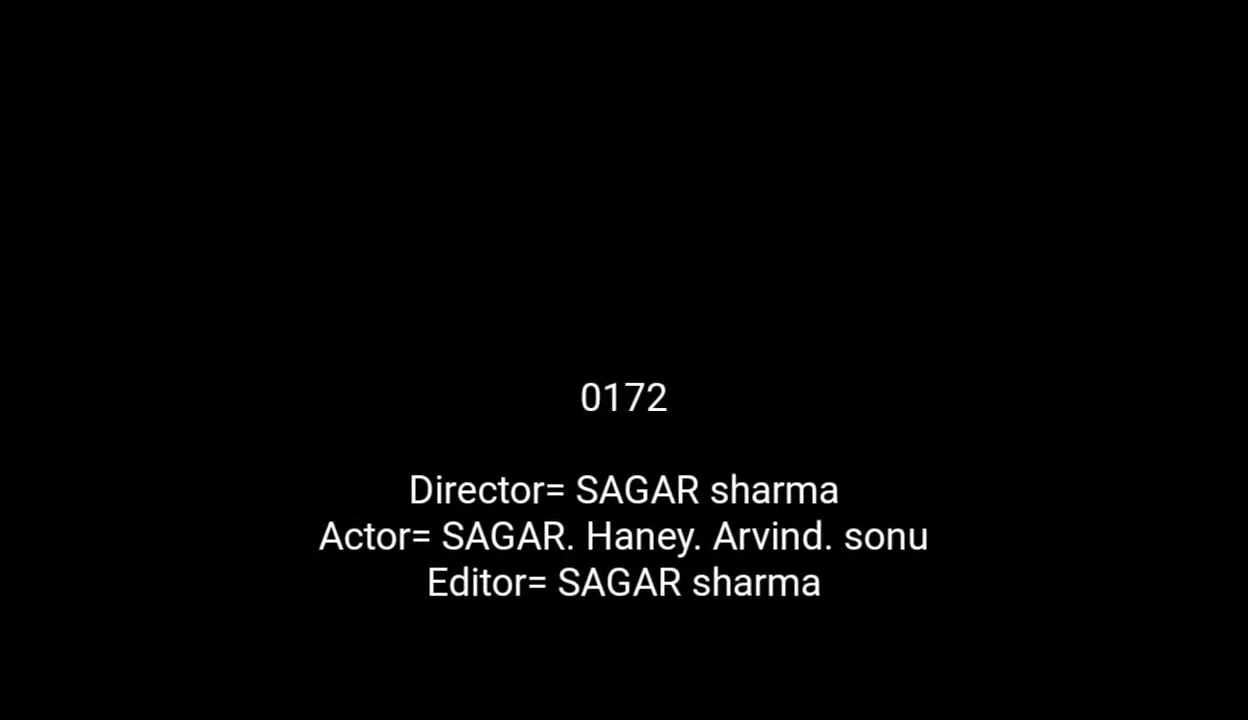 0172
Director= SAGAR sharma
Actor= SAGAR. Haney. Arvind. sonu
Editor= SAGAR sharma